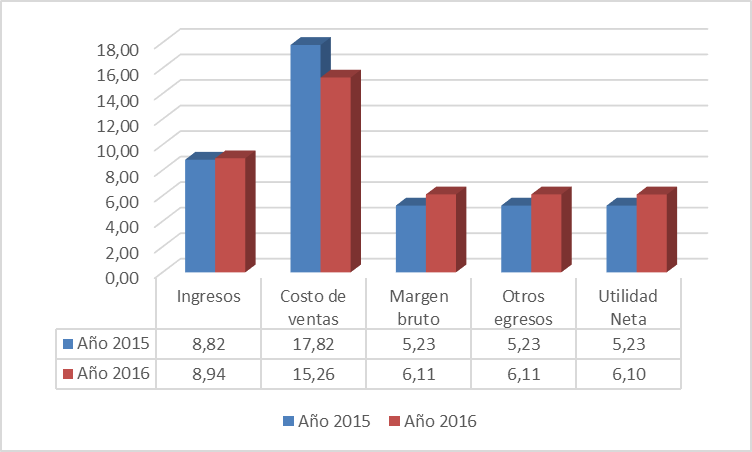 18,00
16,00
14,00
12,00
10,00
8,00
6,00
4,00
2,00
0,00
Ingresos Costo de ventas Margen bruto Otros egresos Utilidad Neta
Año 2015 8,82 17,82 5,23 5,23 5,23
Año 2016 8,94 15,26 6,11 6,11 6,10
Año 2015 Año 2016